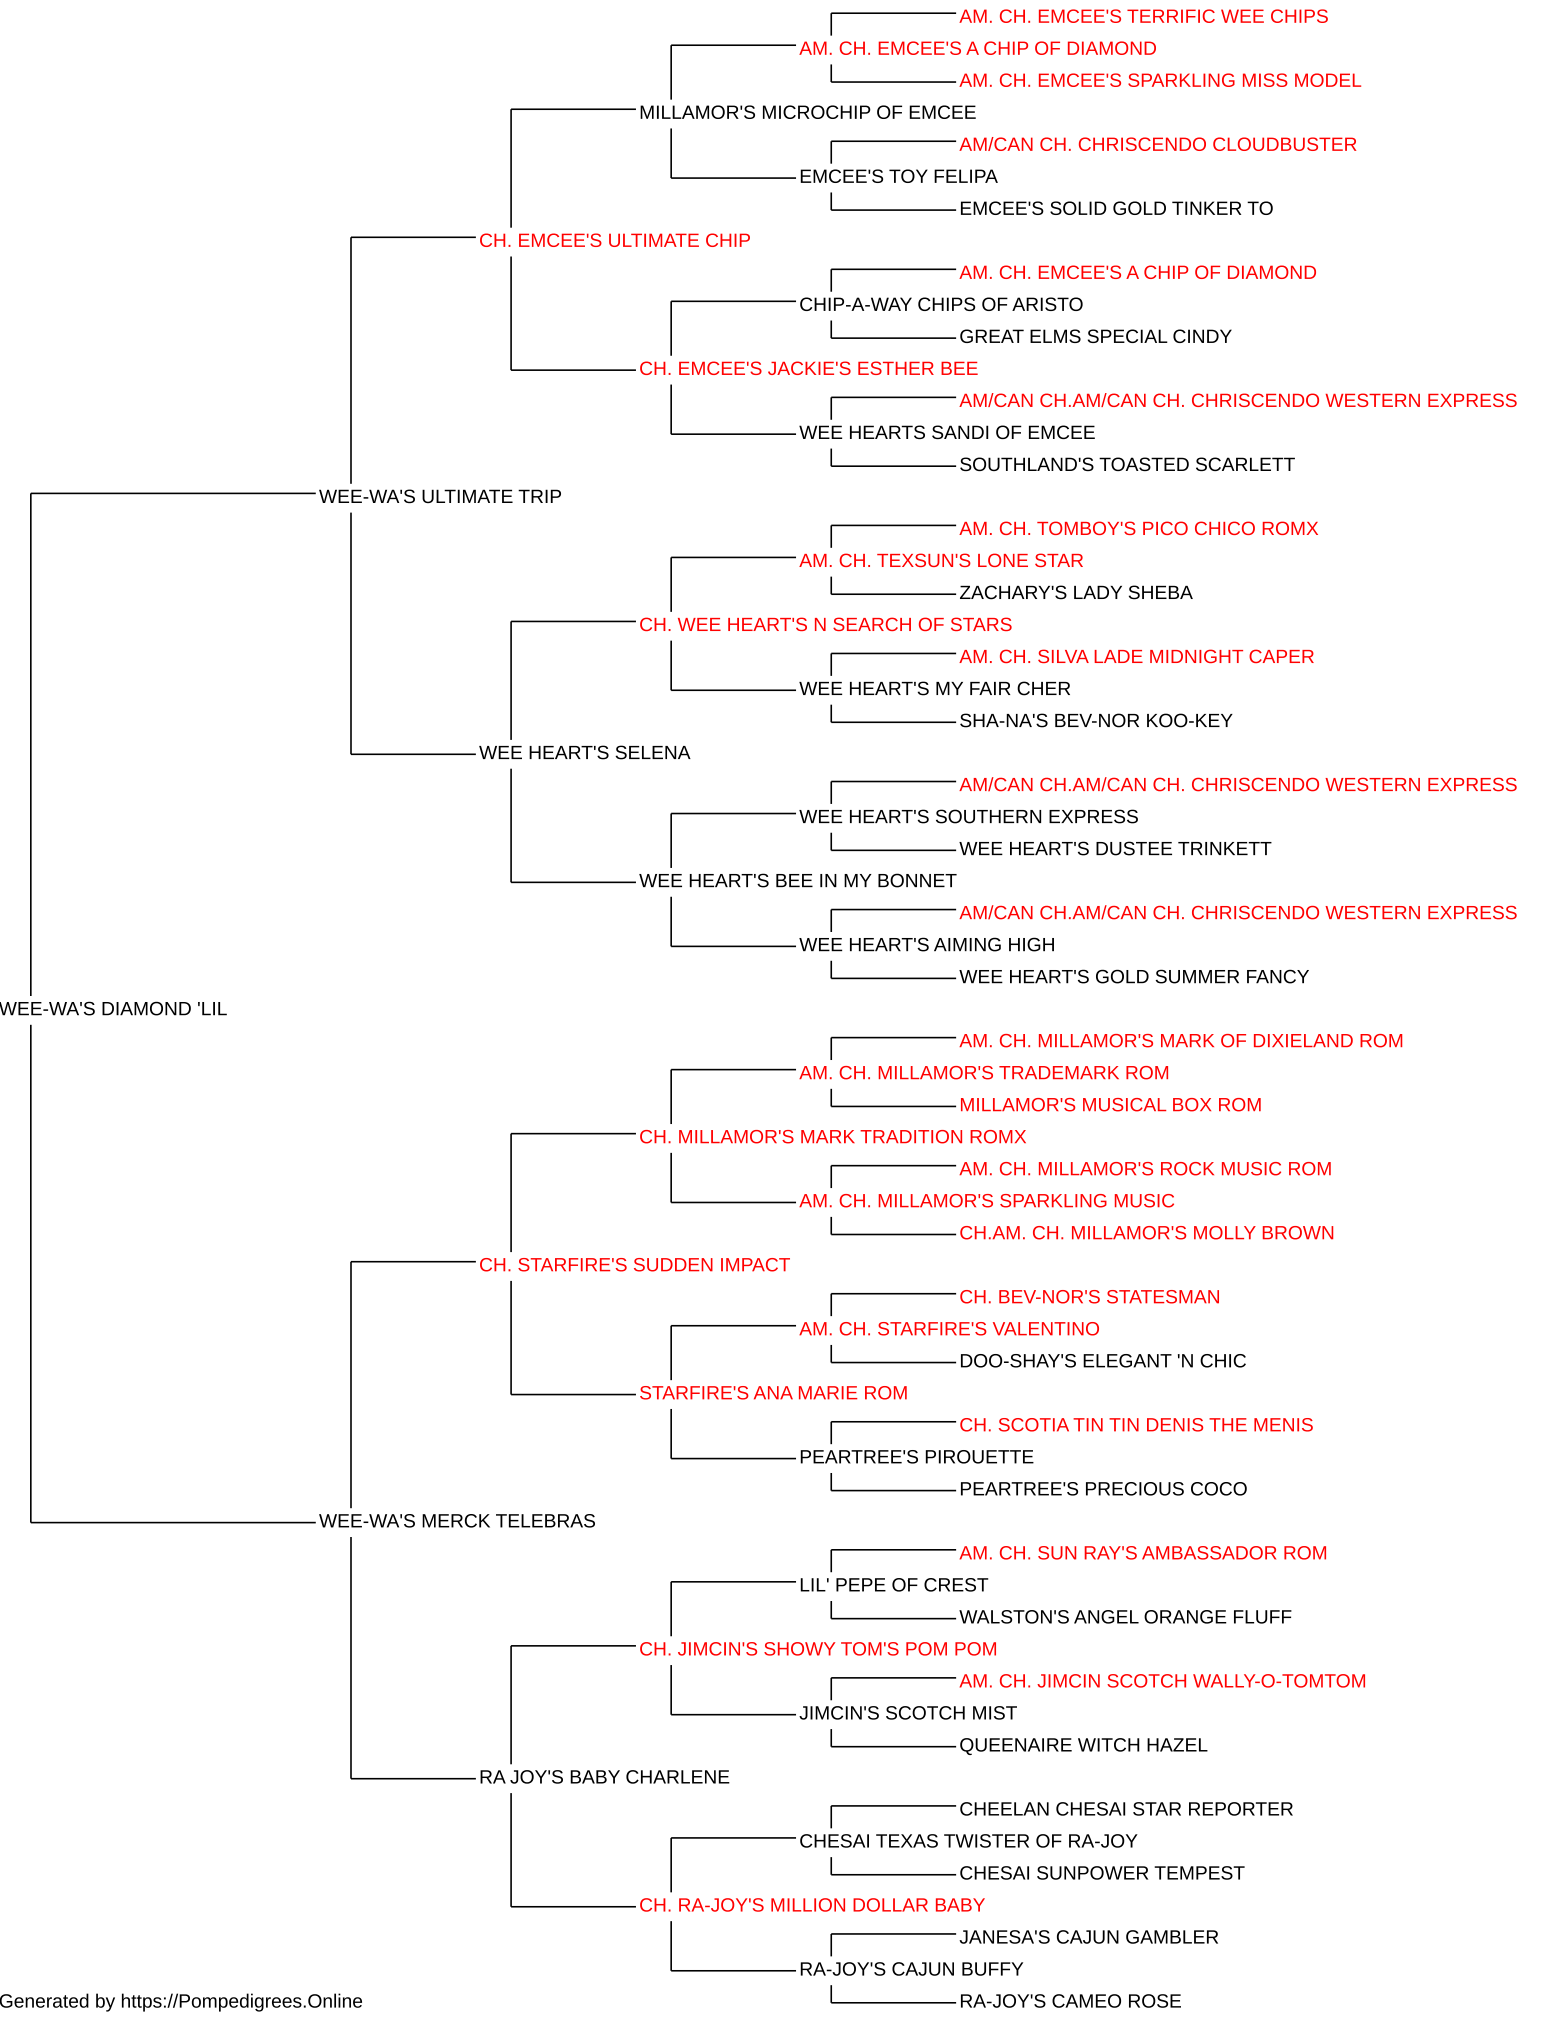 AM. CH. EMCEE'S TERRIFIC WEE CHIPS
AM. CH. EMCEE'S A CHIP OF DIAMOND
AM. CH. EMCEE'S SPARKLING MISS MODEL
MILLAMOR'S MICROCHIP OF EMCEE
AM/CAN CH. CHRISCENDO CLOUDBUSTER
EMCEE'S TOY FELIPA
EMCEE'S SOLID GOLD TINKER TO
CH. EMCEE'S ULTIMATE CHIP
AM. CH. EMCEE'S A CHIP OF DIAMOND
CHIP-A-WAY CHIPS OF ARISTO
GREAT ELMS SPECIAL CINDY
CH. EMCEE'S JACKIE'S ESTHER BEE
AM/CAN CH.AM/CAN CH. CHRISCENDO WESTERN EXPRESS
WEE HEARTS SANDI OF EMCEE
SOUTHLAND'S TOASTED SCARLETT
WEE-WA'S ULTIMATE TRIP
AM. CH. TOMBOY'S PICO CHICO ROMX
AM. CH. TEXSUN'S LONE STAR
ZACHARY'S LADY SHEBA
CH. WEE HEART'S N SEARCH OF STARS
AM. CH. SILVA LADE MIDNIGHT CAPER
WEE HEART'S MY FAIR CHER
SHA-NA'S BEV-NOR KOO-KEY
WEE HEART'S SELENA
AM/CAN CH.AM/CAN CH. CHRISCENDO WESTERN EXPRESS
WEE HEART'S SOUTHERN EXPRESS
WEE HEART'S DUSTEE TRINKETT
WEE HEART'S BEE IN MY BONNET
AM/CAN CH.AM/CAN CH. CHRISCENDO WESTERN EXPRESS
WEE HEART'S AIMING HIGH
WEE HEART'S GOLD SUMMER FANCY
WEE-WA'S DIAMOND 'LIL
AM. CH. MILLAMOR'S MARK OF DIXIELAND ROM
AM. CH. MILLAMOR'S TRADEMARK ROM
MILLAMOR'S MUSICAL BOX ROM
CH. MILLAMOR'S MARK TRADITION ROMX
AM. CH. MILLAMOR'S ROCK MUSIC ROM
AM. CH. MILLAMOR'S SPARKLING MUSIC
CH.AM. CH. MILLAMOR'S MOLLY BROWN
CH. STARFIRE'S SUDDEN IMPACT
CH. BEV-NOR'S STATESMAN
AM. CH. STARFIRE'S VALENTINO
DOO-SHAY'S ELEGANT 'N CHIC
STARFIRE'S ANA MARIE ROM
CH. SCOTIA TIN TIN DENIS THE MENIS
PEARTREE'S PIROUETTE
PEARTREE'S PRECIOUS COCO
WEE-WA'S MERCK TELEBRAS
AM. CH. SUN RAY'S AMBASSADOR ROM
LIL' PEPE OF CREST
WALSTON'S ANGEL ORANGE FLUFF
CH. JIMCIN'S SHOWY TOM'S POM POM
AM. CH. JIMCIN SCOTCH WALLY-O-TOMTOM
JIMCIN'S SCOTCH MIST
QUEENAIRE WITCH HAZEL
RA JOY'S BABY CHARLENE
CHEELAN CHESAI STAR REPORTER
CHESAI TEXAS TWISTER OF RA-JOY
CHESAI SUNPOWER TEMPEST
CH. RA-JOY'S MILLION DOLLAR BABY
JANESA'S CAJUN GAMBLER
RA-JOY'S CAJUN BUFFY
RA-JOY'S CAMEO ROSE
Generated by https://Pompedigrees.Online